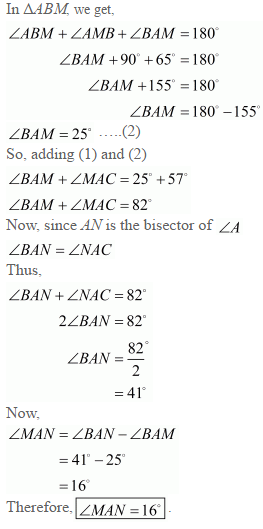 In ΔABM, we get,
∠ABM + ∠AMB + ∠BAM = 180°
∠BAM + 90° + 65° = 180°
∠BAM + 155° = 180°
∠BAM = 180° − 155°
∠BAM = 25° .....(2)
So, adding (1) and (2)
∠BAM + ∠MAC = 25° + 57°
∠BAM + ∠MAC = 82°
Now, since AN is the bisector of ∠A
∠BAN = ∠NAC
Thus,
∠BAN + ∠NAC = 82°
2∠BAN = 82°
∠BAN = 82°/2
= 41°
Now,
∠MAN = ∠BAN − ∠BAM
= 41° − 25°
= 16°
Therefore, ∠MAN = 16° .